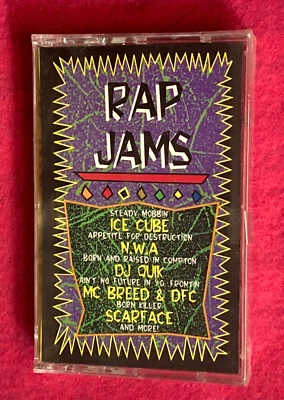 RAP
JAMS
STEADY MOBBIN'
ICE CUBE
APPETITE FOR DESTRUCTION
N.W.A
BORN AND RAISED IN COMPTON
DJ QUIK
AIN'T NO FUTURE IN YO' FRONTIN'
MC BREED & DFC
BORN KILLER
SCARFACE
AND MORE!